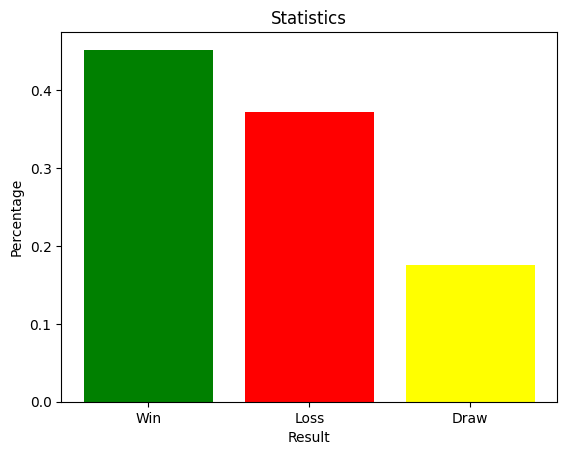 Statistics
Percentage
0.4
0.3
0.2
0.1
0.0
Win Loss Draw
Result